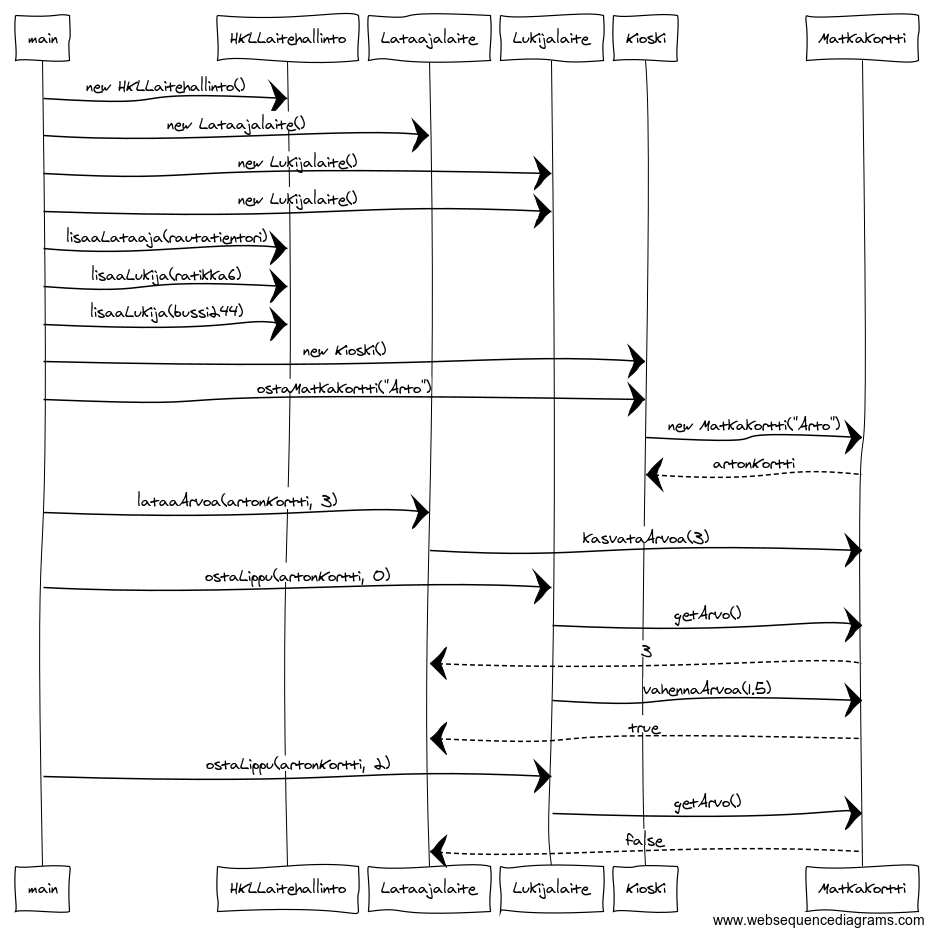 main HKLLaitehallinto Lataajalaite Lukijalaite Kioski Matkakortti
new HKLLaitehallinto()
new Lataajalaite()
new Lukijalaite()
new Lukijalaite()
lisaaLataaja(rautatientori)
lisaaLukija(ratikka6)
lisaaLukija(bussi244)
new Kioski()
ostaMatkakortti("Arto")
new Matkakortti("Arto")
artonKortti
lataaArvoa(artonKortti, 3)
kasvataArvoa(3)
ostaLippu(artonKortti, 0)
getArvo()
3
vahennaArvoa(1.5)
true
ostaLippu(artonKortti, 2)
getArvo()
false
main HKLLaitehallinto Lataajalaite Lukijalaite Kioski Matkakortti
www.websequencediagrams.com